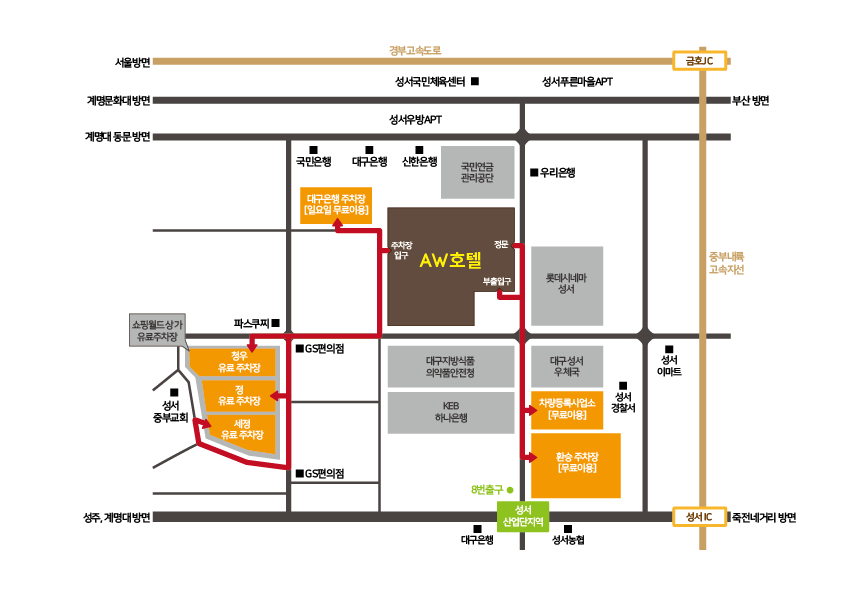 경부고속도로
서울방면
금호JC
성서국민체육센터
성서푸른마을APT
계명문화대 방면
부산 방면
성서우방APT
계명대 동문 방면
국민은행
대구은행
신한은행
국민연금
관리공단
우리은행
대구은행 주차장
[일요일 무료이용]
주차장
입구
AW호텔
정문
부출입구
롯데시네마
성서
중부내륙
고속지선
쇼핑월드상가
유료주차장
파스쿠찌
GS편의점
청우
유료 주차장
정
유료 주차장
세정
유료 주차장
성서
중부교회
대구지방식품
의약품안전청
KEB
하나은행
대구성서
우체국
성서
이마트
성서
경찰서
차량등록사업소
[무료이용]
환승 주차장
[무료이용]
GS편의점
8번출구
성서
산업단지역
성주, 계명대 방면
성서 IC
죽전네거리 방면
대구은행
성서농협